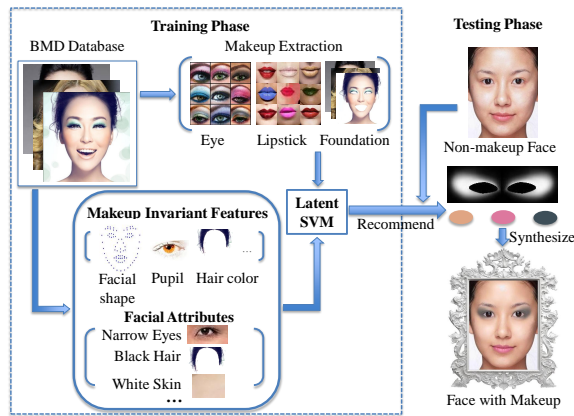 Training Phase
Testing Phase
BMD Database
Makeup Extraction
Eye
Lipstick
Foundation
Non-makeup Face
Makeup Invariant Features
...
Facial
shape
Pupil
Hair color
Latent
SVM
Recommend
Synthesize
Facial Attributes
Narrow Eyes
Black Hair
White Skin
...
Face with Makeup